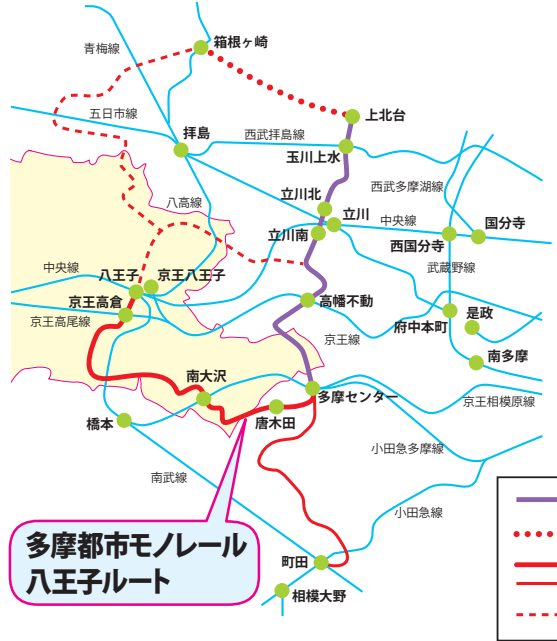 箱根ヶ崎
青梅線
五日市線
上北台
拝島
西武拝島線
玉川上水
八高線
立川北
西武多摩湖線
立川
中央線
国分寺
立川南
西国分寺
中央線
八王子
京王八王子
武蔵野線
京王高倉
高幡不動
京王高尾線
京王線
府中本町
是政
南多摩
南大沢
多摩センター
京王相模原線
橋本
唐木田
小田急多摩線
南武線
小田急線
多摩都市モノレール
八王子ルート
町田
相模大野